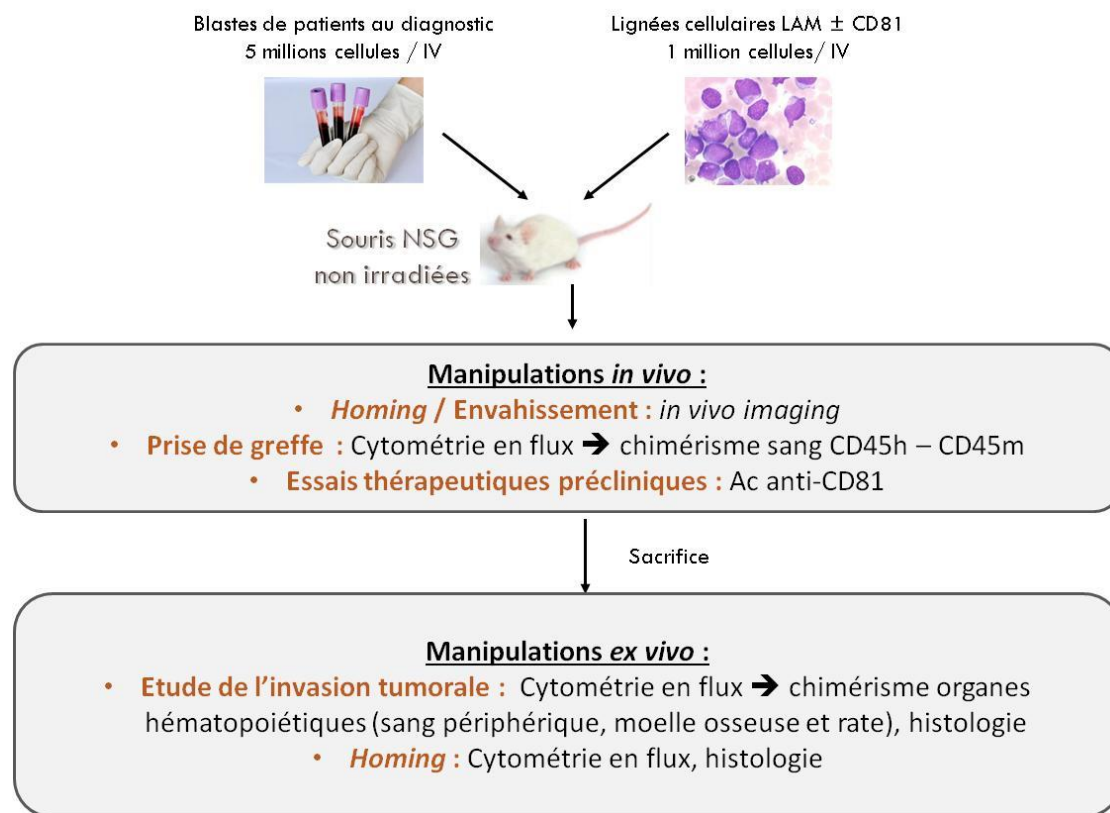 Blastes de patients au diagnostic
5 millions cellules / IV
Lignées cellulaires LAM ± CD81
1 million cellules/ IV
Souris NSG
non irradiées
Manipulations in vivo :
• Homing / Envahissement : in vivo imaging
• Prise de greffe : Cytométrie en flux → chimérisme sang CD45h – CD45m
• Essais thérapeutiques précliniques : Ac anti-CD81
Sacrifice
Manipulations ex vivo :
• Etude de l'invasion tumorale : Cytométrie en flux → chimérisme organes
hématopoiétiques (sang périphérique, moelle osseuse et rate), histologie
• Homing : Cytométrie en flux, histologie